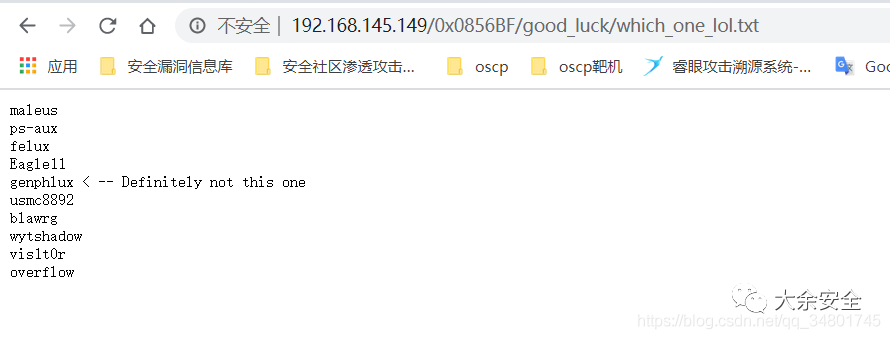 不安全 | 192.168.145.149/0x0856BF/good_luck/which_one_lol.txt
应用 安全漏洞信息库 安全社区渗透攻击... oscp oscp靶机 睿眼攻击溯源系统-... Goo
maleus
ps-aux
felux
Eagle11
genphlux < -- Definitely not this one
usmc8892
blawrg
wytshadow
vis1t0r
overflow
大余安全
https://blog.csdn.net/qq_34801745